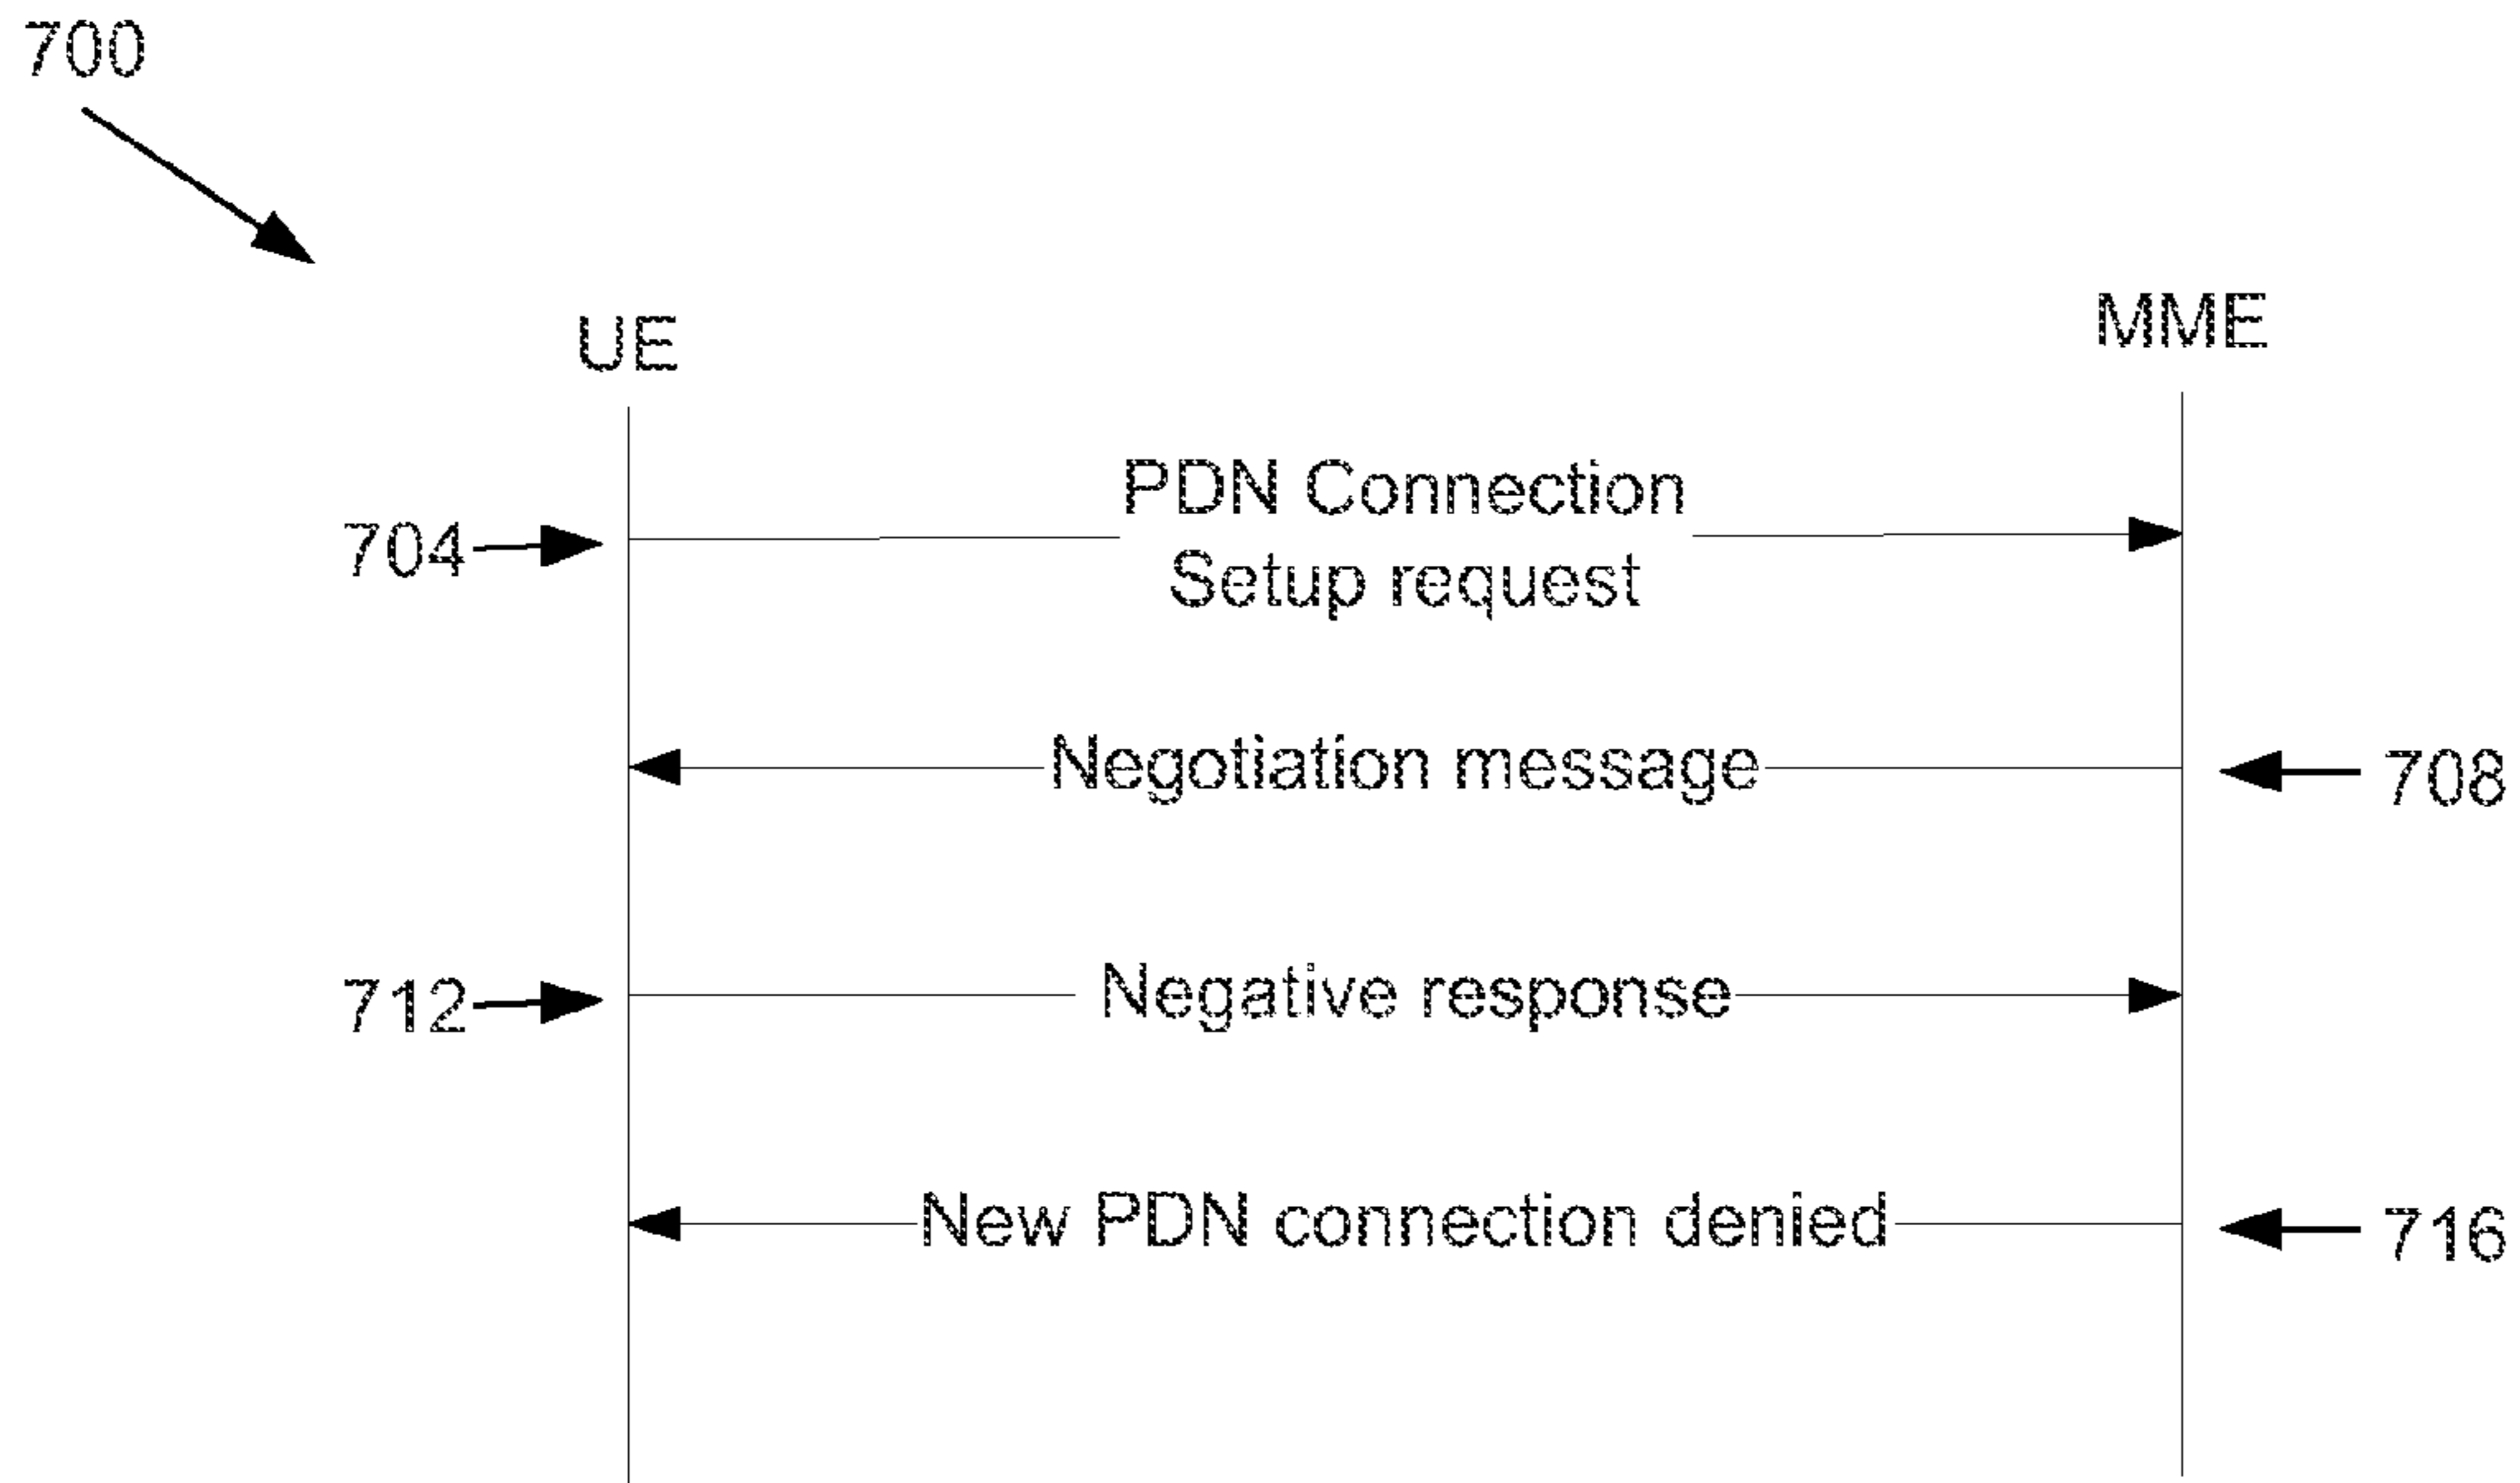 700
UE
MME
704
PDN Connection
Setup request
Negotiation message
708
712
Negative response
New PDN connection denied
716